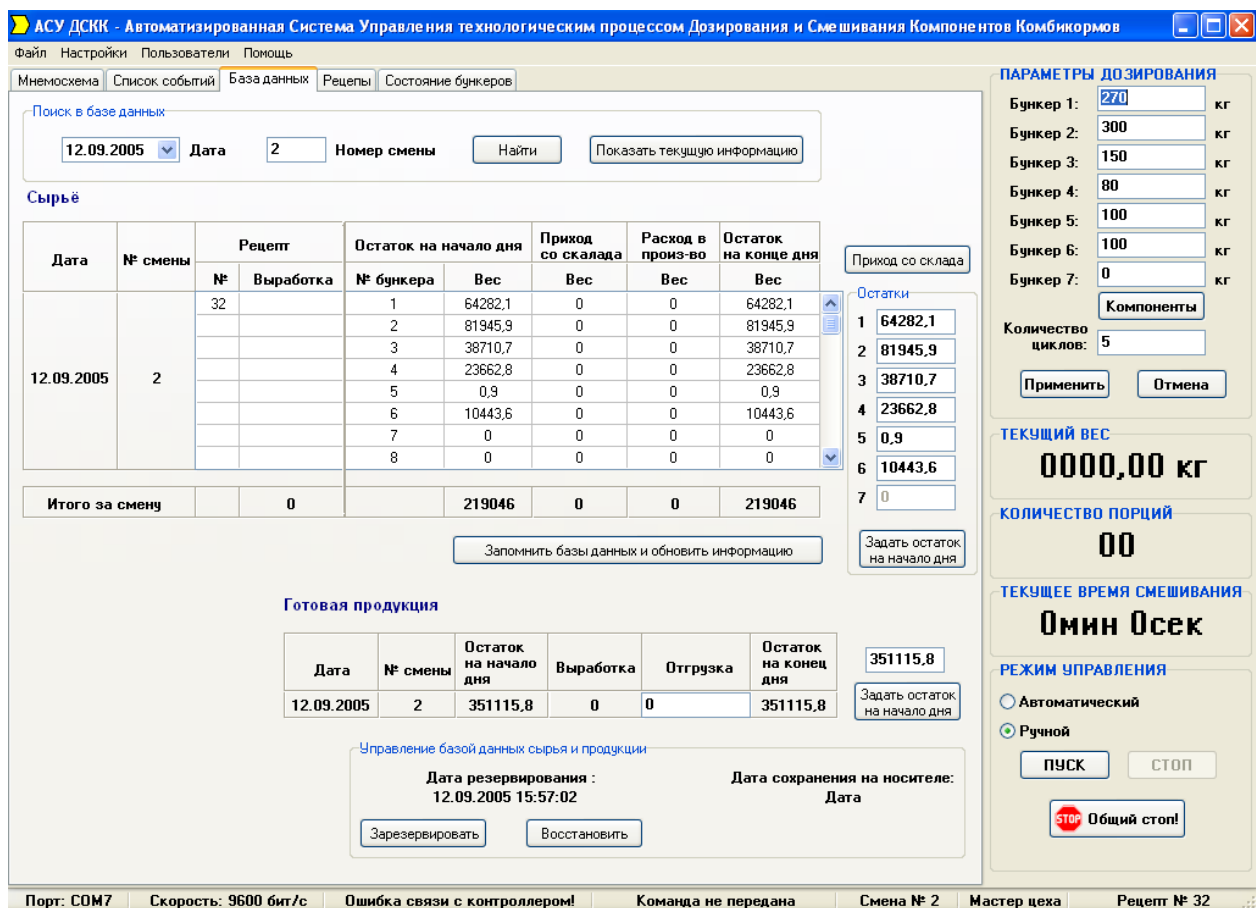 АСУ ДСКК - Автоматизированная Система Управления технологическим процессом Дозирования и Смешивания Компонентов Комбикормов
Файл Настройки Пользователи Помощь
Мнемосхема Список событий База данных Рецепы Состояние бункеров
Поиск в базе данных
12.09.2005 Дата 2 Номер смены Найти Показать текущую информацию
Сырьё
Дата № смены Рецепт Остаток на начало дня Приход со скалада Расход в произ-во Остаток на конце дня
№ Выработка № бункера Вес Вес Вес Вес
12.09.2005 2 32
1 64282,1 0 0 64282,1
2 81945,9 0 0 81945,9
3 38710,7 0 0 38710,7
4 23662,8 0 0 23662,8
5 0,9 0 0 0,9
6 10443,6 0 0 10443,6
7 0 0 0 0
8 0 0 0 0
Итого за смену 0 219046 0 0 219046
Приход со склада
Остатки
1 64282,1
2 81945,9
3 38710,7
4 23662,8
5 0,9
6 10443,6
7 0
Задать остаток
на начало дня
Запомнить базы данных и обновить информацию
Готовая продукция
Дата № смены Остаток на начало дня Выработка Отгрузка Остаток на конец дня
12.09.2005 2 351115,8 0 0 351115,8
351115,8
Задать остаток
на начало дня
Управление базой данных сырья и продукции
Дата резервирования : Дата сохранения на носителе:
12.09.2005 15:57:02 Дата
Зарезервировать Восстановить
ПАРАМЕТРЫ ДОЗИРОВАНИЯ
Бункер 1: 270 кг
Бункер 2: 300 кг
Бункер 3: 150 кг
Бункер 4: 80 кг
Бункер 5: 100 кг
Бункер 6: 100 кг
Бункер 7: 0 кг
Компоненты
Количество
циклов: 5
Применить Отмена
ТЕКУЩИЙ ВЕС
0000,00 кг
КОЛИЧЕСТВО ПОРЦИЙ
00
ТЕКУЩЕЕ ВРЕМЯ СМЕШИВАНИЯ
0мин 0сек
РЕЖИМ УПРАВЛЕНИЯ
Автоматический
Ручной
ПУСК СТОП
STOP Общий стоп!
Порт: COM7 Скорость: 9600 бит/с Ошибка связи с контроллером! Команда не передана Смена № 2 Мастер цеха Рецепт № 32